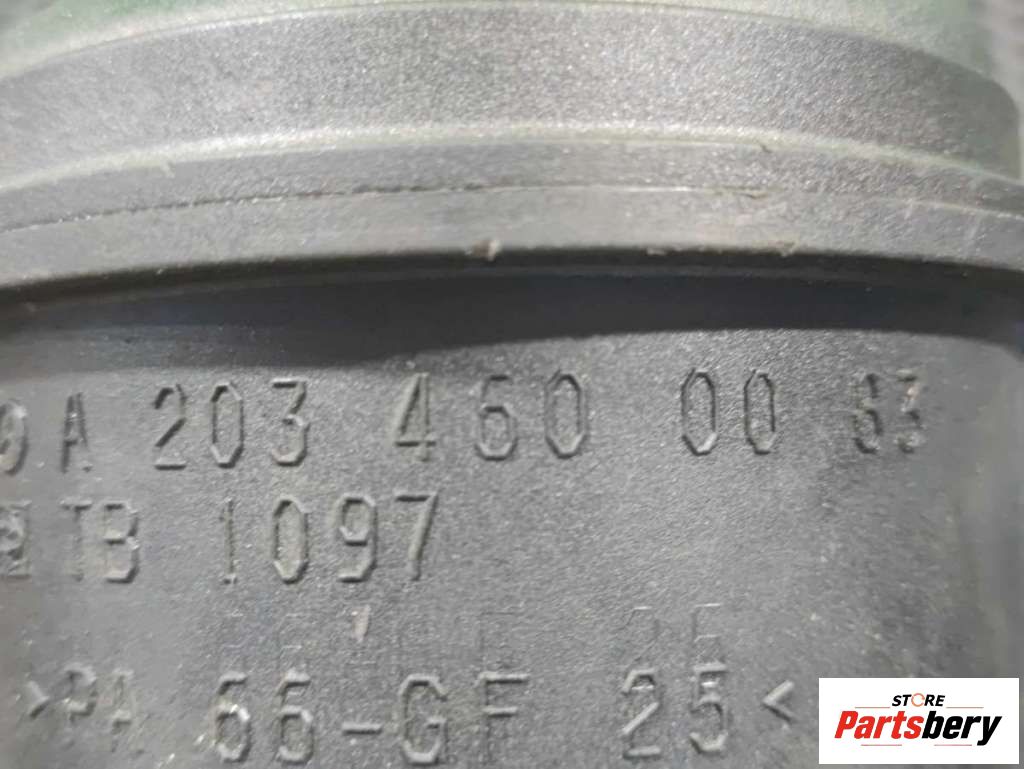 A 203 460 00 83
TB 1097
>PA 66-GF 25<
STORE
Partsbery